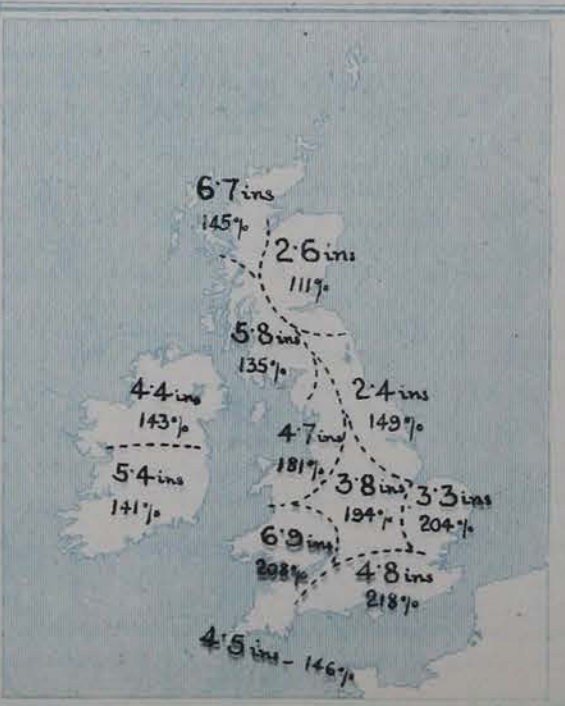 6·7 ins
145%
2·6 ins
111%
5·8 ins
135%
4·4 ins
143%
2·4 ins
149%
4·7 ins
181%
5·4 ins
141%
3·8 ins
194%
3·3 ins
204%
6·9 ins
208%
4·8 ins
218%
4·5 ins - 146%